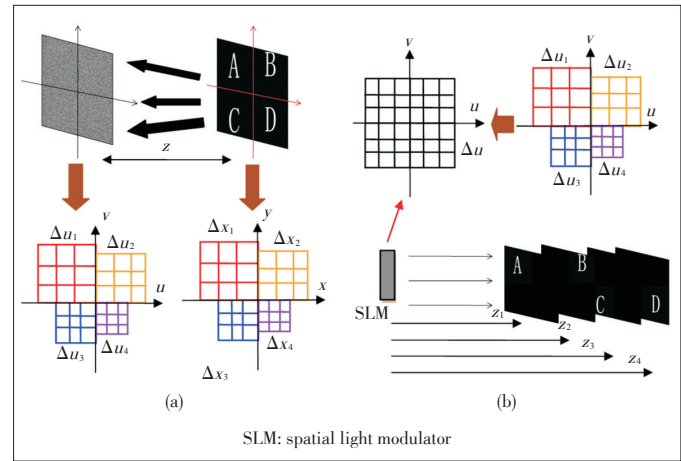 A B
C D
z
v
Δu₁ Δu₂
u
Δu₃ Δu₄
y
Δx₁ Δx₂
x
Δx₄
Δx₃
(a)
v
u
Δu
v
Δu₁ Δu₂
u
Δu₃ Δu₄
SLM
A B
C D
z₁
z₂
z₃
z₄
(b)
SLM: spatial light modulator